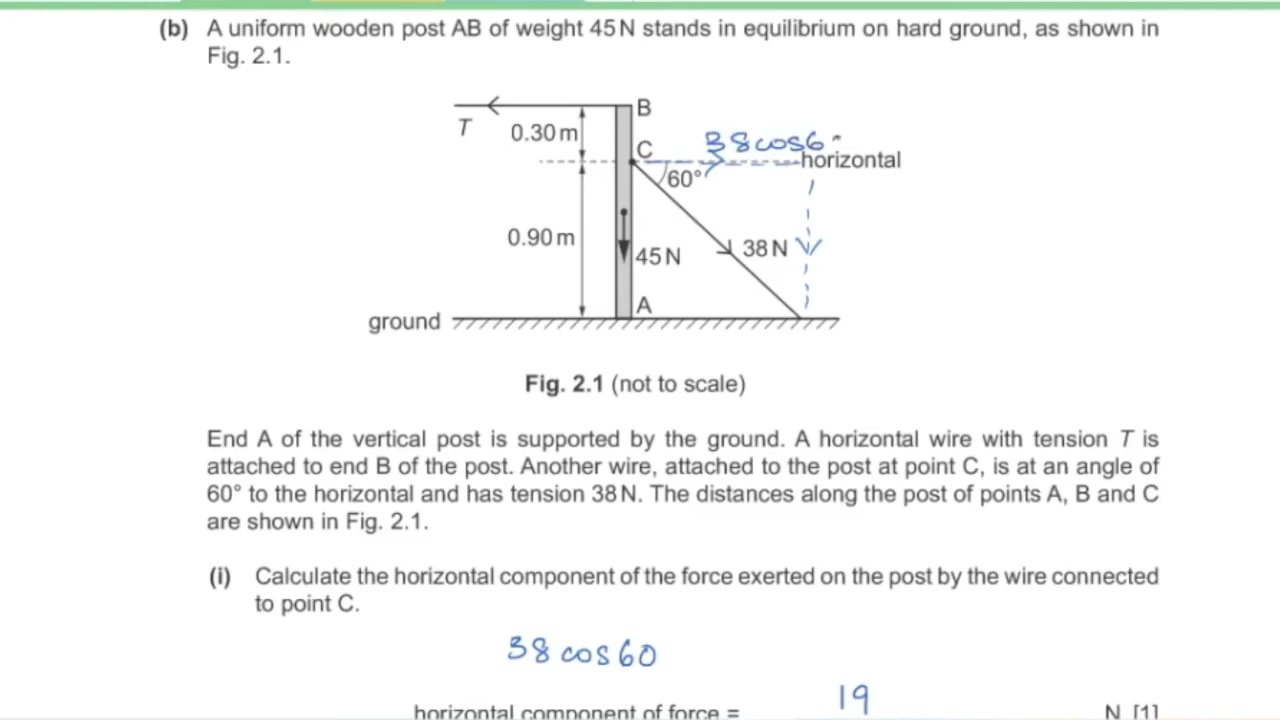 (b) A uniform wooden post AB of weight 45 N stands in equilibrium on hard ground, as shown in
Fig. 2.1.
B
T
0.30 m
C
38cos6
horizontal
60°
0.90 m
45 N
38 N
A
ground
Fig. 2.1 (not to scale)
End A of the vertical post is supported by the ground. A horizontal wire with tension T is
attached to end B of the post. Another wire, attached to the post at point C, is at an angle of
60° to the horizontal and has tension 38 N. The distances along the post of points A, B and C
are shown in Fig. 2.1.
(i) Calculate the horizontal component of the force exerted on the post by the wire connected
to point C.
38 cos 60
19
horizontal component of force = N [1]